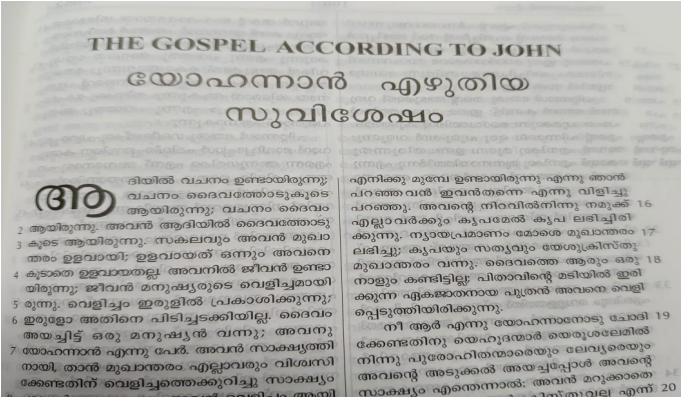 THE GOSPEL ACCORDING TO JOHN
യോഹന്നാൻ എഴുതിയ
സുവിശേഷം
ആദിയിൽ വചനം ഉണ്ടായിരുന്നു;
വചനം ദൈവത്തോടുകൂടെ
ആയിരുന്നു; വചനം ദൈവം
2 ആയിരുന്നു. അവൻ ആദിയിൽ ദൈവത്തോടു
3 കൂടെ ആയിരുന്നു. സകലവും അവൻ മുഖാ
ന്തരം ഉളവായി; ഉളവായത് ഒന്നും അവനെ
4 കൂടാതെ ഉളവായതല്ല. അവനിൽ ജീവൻ ഉണ്ടാ
യിരുന്നു; ജീവൻ മനുഷ്യരുടെ വെളിച്ചമായി
5 രുന്നു. വെളിച്ചം ഇരുളിൽ പ്രകാശിക്കുന്നു;
6 ഇരുളോ അതിനെ പിടിച്ചടക്കിയില്ല. ദൈവം
അയച്ചിട്ട് ഒരു മനുഷ്യൻ വന്നു; അവനു
7 യോഹന്നാൻ എന്നു പേർ. അവൻ സാക്ഷ്യത്തി
നായി, താൻ മുഖാന്തരം എല്ലാവരും വിശ്വസി
ക്കേണ്ടതിന് വെളിച്ചത്തെക്കുറിച്ചു സാക്ഷ്യം
എനിക്കു മുമ്പേ ഉണ്ടായിരുന്നു എന്നു ഞാൻ
പറഞ്ഞവൻ ഇവൻതന്നെ എന്നു വിളിച്ചു
പറഞ്ഞു. അവന്റെ നിറവിൽനിന്നു നമുക്ക് 16
എല്ലാവർക്കും കൃപമേൽ കൃപ ലഭിച്ചിരി
ക്കുന്നു. ന്യായപ്രമാണം മോശെ മുഖാന്തരം 17
ലഭിച്ചു; കൃപയും സത്യവും യേശുക്രിസ്തു
മുഖാന്തരം വന്നു. ദൈവത്തെ ആരും ഒരു 18
നാളും കണ്ടിട്ടില്ല; പിതാവിന്റെ മടിയിൽ ഇരി
ക്കുന്ന ഏകജാതനായ പുത്രൻ അവനെ വെളി
പ്പെടുത്തിയിരിക്കുന്നു.
നീ ആർ എന്നു യോഹന്നാനോടു ചോദി 19
ക്കേണ്ടതിനു യെഹൂദന്മാർ യെരൂശലേമിൽ
നിന്നു പുരോഹിതന്മാരെയും ലേവ്യരെയും
അവന്റെ അടുക്കൽ അയച്ചപ്പോൾ അവന്റെ
സാക്ഷ്യം എന്തെന്നാൽ: അവൻ മറുക്കാതെ
എന്ന് 20